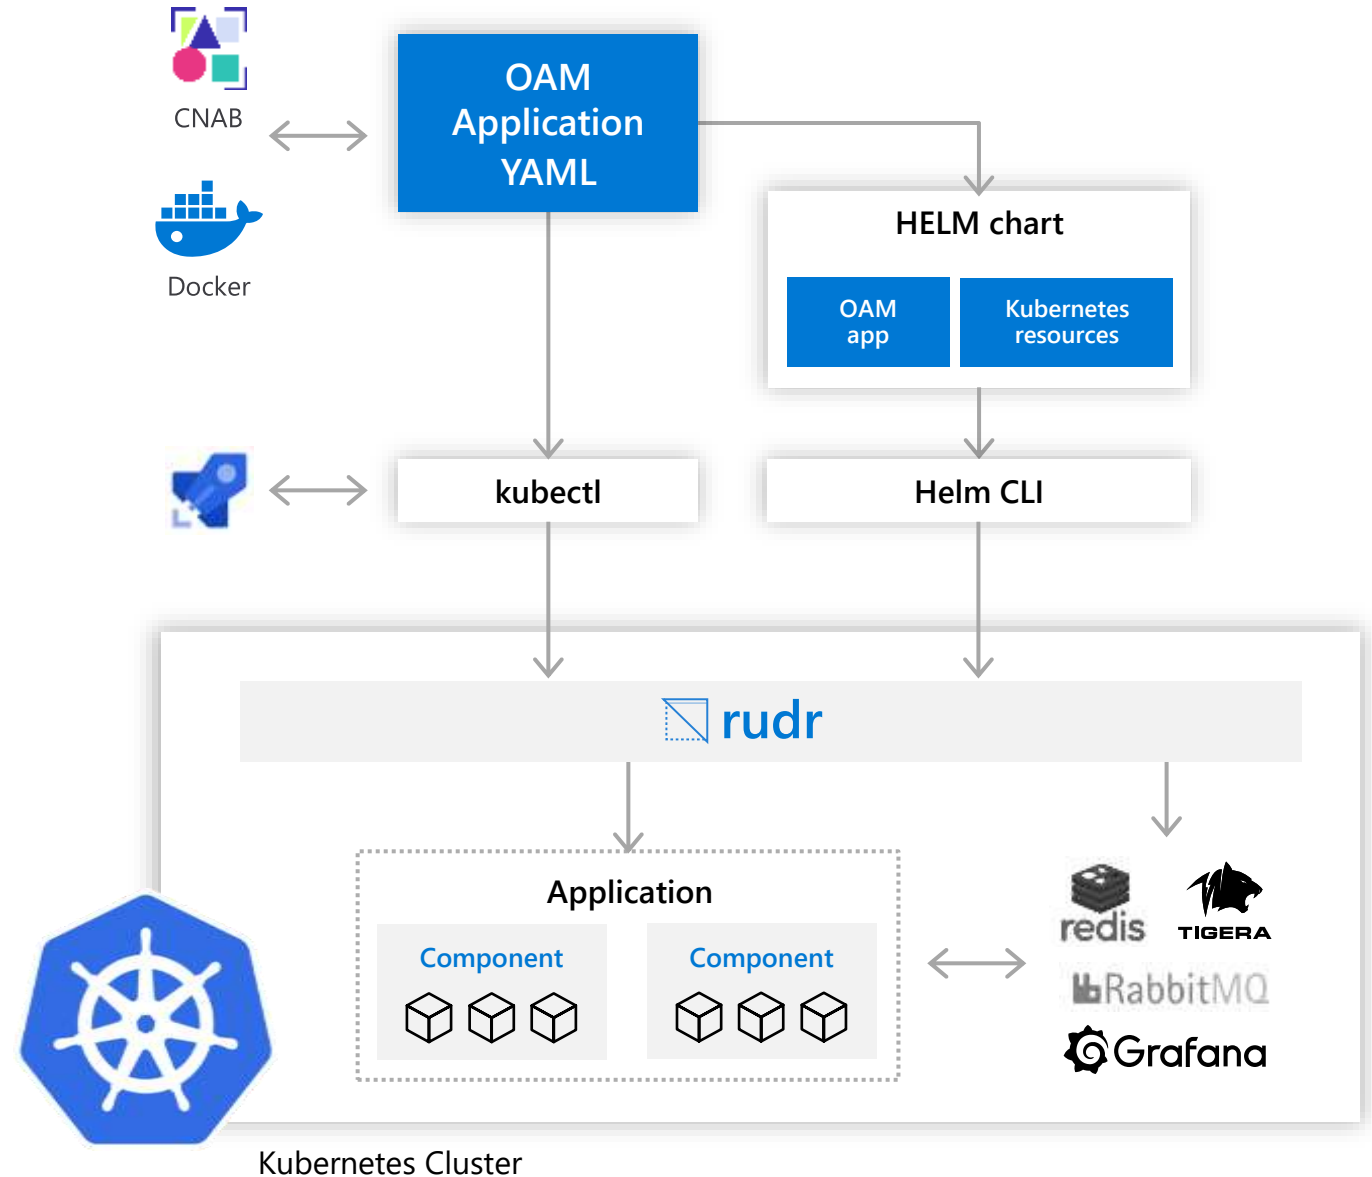 CNAB
Docker
OAM
Application
YAML
HELM chart
OAM
app
Kubernetes
resources
kubectl
Helm CLI
rudr
Application
Component
Component
redis
TIGERA
RabbitMQ
Grafana
Kubernetes Cluster